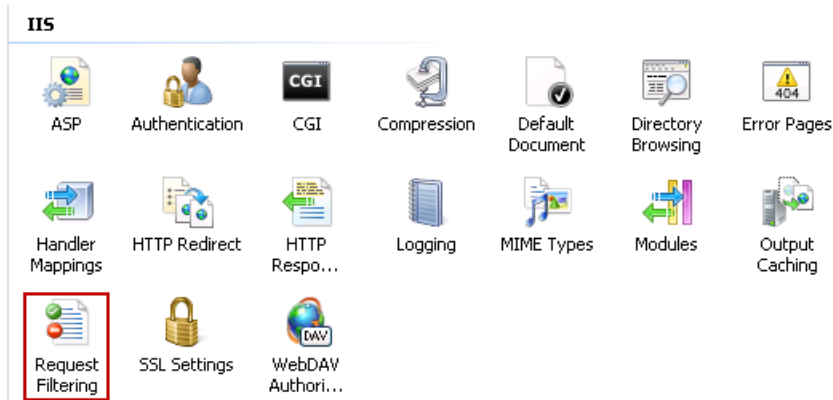 IIS
CGI
404
ASP
Authentication
CGI
Compression
Default
Document
Directory
Browsing
Error Pages
Handler
Mappings
HTTP Redirect
HTTP
Respo...
Logging
MIME Types
Modules
Output
Caching
DAV
Request
Filtering
SSL Settings
WebDAV
Authori...